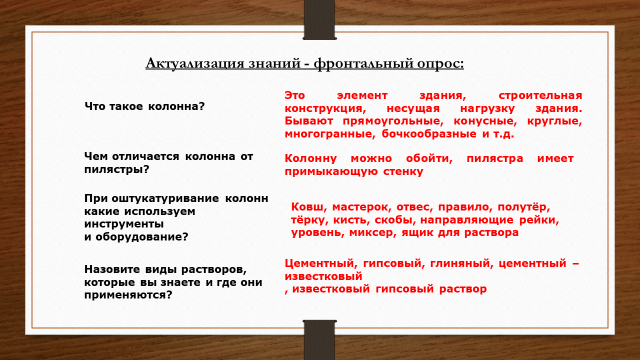 Актуализация знаний - фронтальный опрос:
Что такое колонна?
Это элемент здания, строительная
конструкция, несущая нагрузку здания.
Бывают прямоугольные, конусные, круглые,
многогранные, бочкообразные и т.д.
Чем отличается колонна от
пилястры?
Колонну можно обойти, пилястра имеет
примыкающую стенку
При оштукатуривание колонн
какие используем
инструменты
и оборудование?
Ковш, мастерок, отвес, правило, полутёр,
тёрку, кисть, скобы, направляющие рейки,
уровень, миксер, ящик для раствора
Назовите виды растворов,
которые вы знаете и где они
применяются?
Цементный, гипсовый, глиняный, цементный –
известковый
, известковый гипсовый раствор